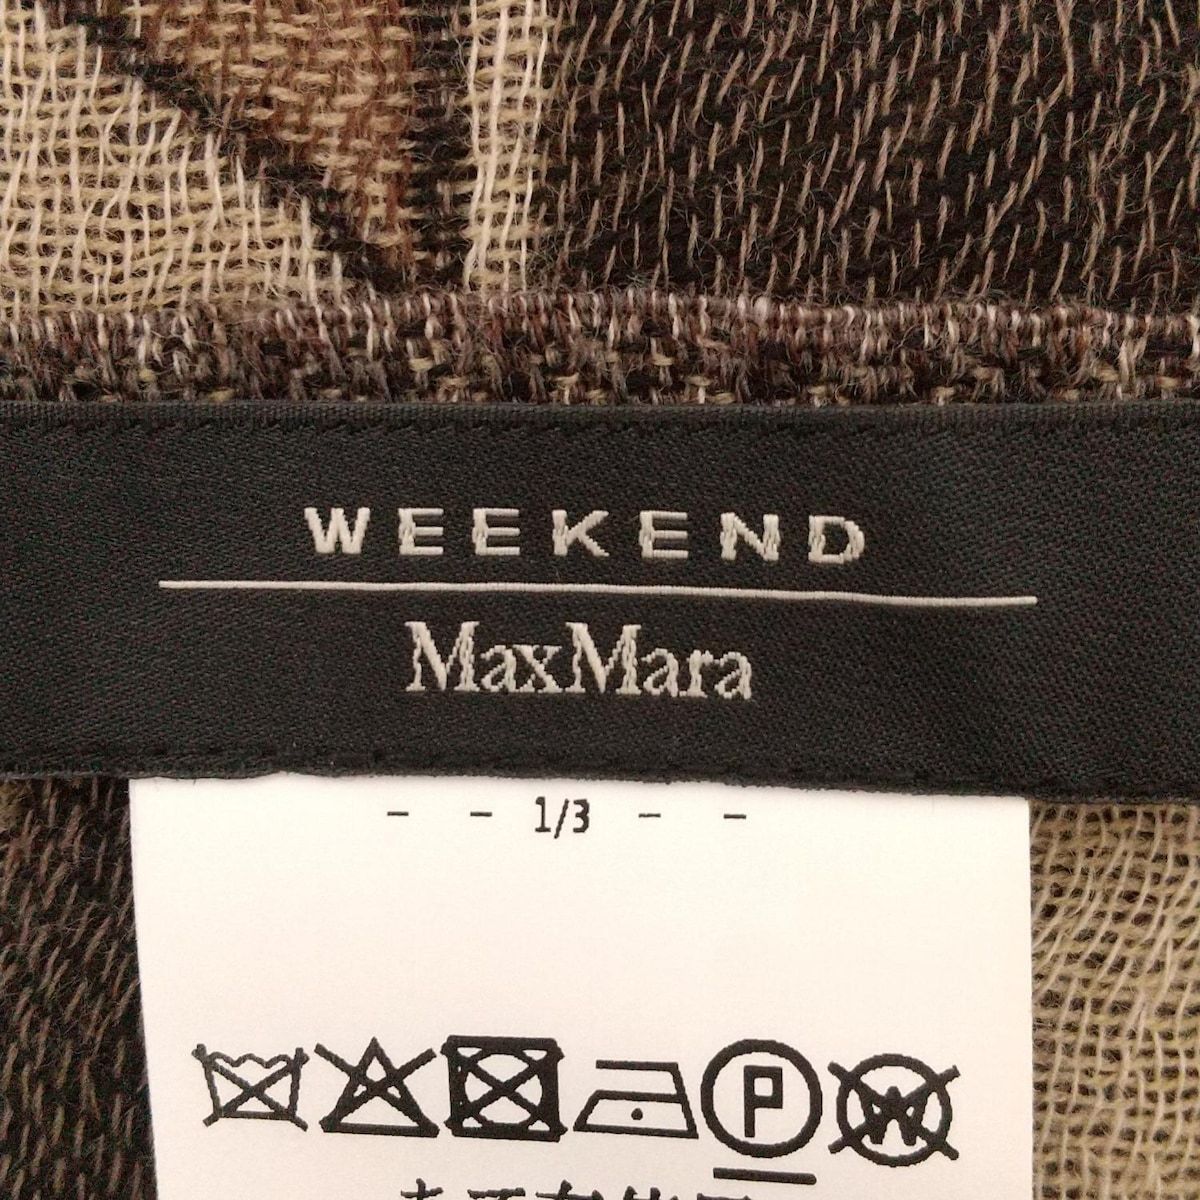 WEEKEND
MaxMara
- - 1/3 - -
P W